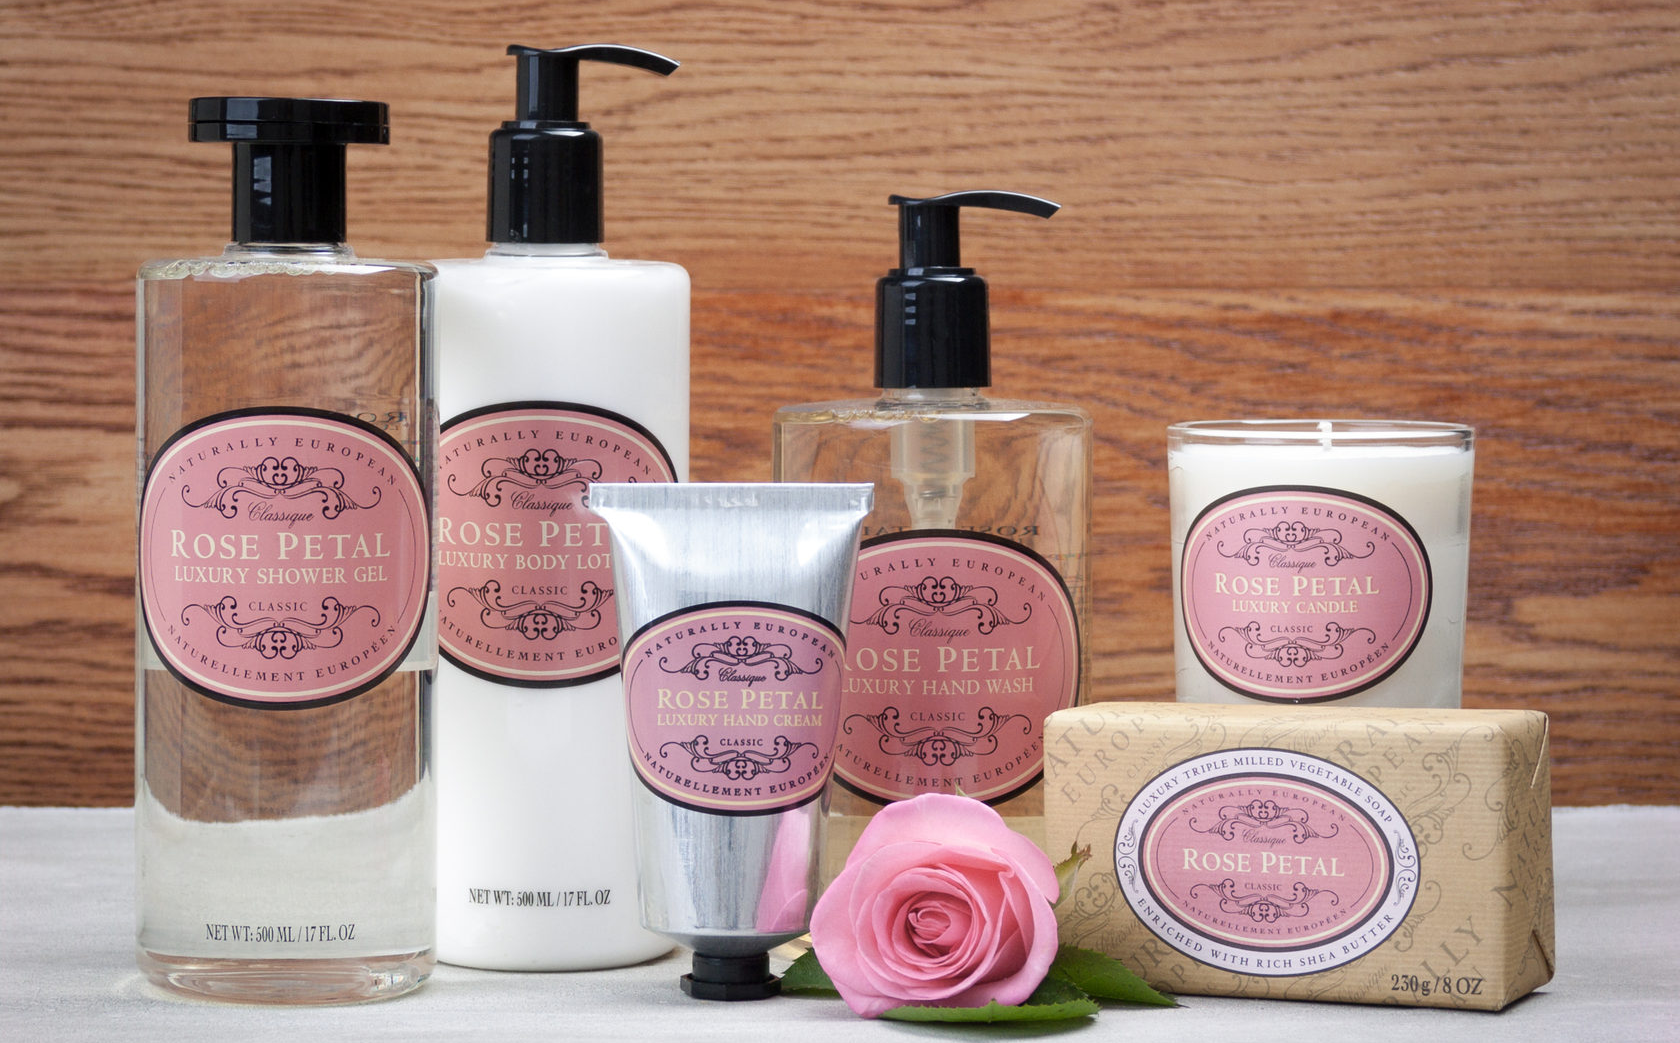 NATURALLY EUROPEAN
Classique
ROSE PETAL
LUXURY SHOWER GEL
CLASSIC
NATURELLEMENT EUROPÉEN
NET WT: 500 ML / 17 FL. OZ
NATURALLY EUROPEAN
Classique
ROSE PET
LUXURY BODY LOT
CLASSIC
NATURELLEMENT EURO
NET WT: 500 ML / 17 FL. OZ
NATURALLY EUROPEAN
Classique
ROSE PETAL
LUXURY HAND CREAM
CLASSIC
NATURELLEMENT EUROPÉEN
URALLY EUROPEAN
Classique
ROSE PETAL
LUXURY HAND WASH
CLASSIC
NATURELLEMENT EUROPÉEN
NATURALLY EUROPEAN
Classique
ROSE PETAL
LUXURY CANDLE
CLASSIC
NATURELLEMENT EUROPÉEN
LUXURY TRIPLE MILLED VEGETABLE SOAP
NATURALLY EUROPEAN
Classique
ROSE PETAL
CLASSIC
NATURELLEMENT EUROPÉEN
ENRICHED WITH RICH SHEA BUTTER
230g / 8 OZ